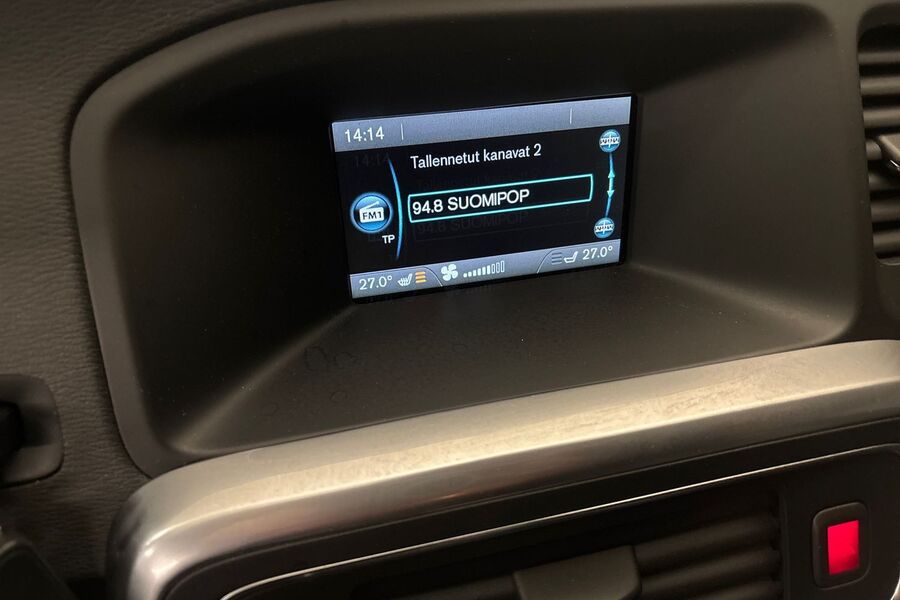 14:14
Tallennetut kanavat 2
94.8 SUOMIPOP
FM1
TP
27.0°
27.0°